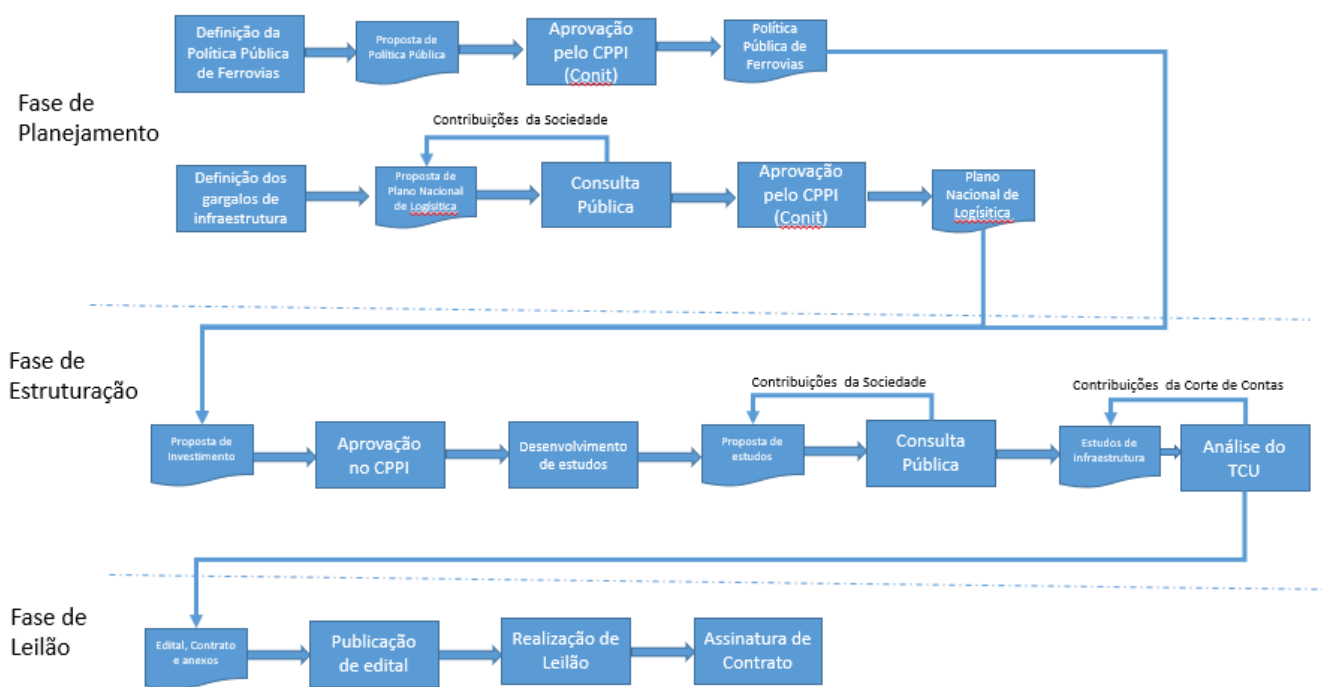 Fase de
Planejamento
Definição da
Política Pública
de Ferrovias
Proposta de
Política Pública
Aprovação
pelo CPPI
(Conit)
Política
Pública de
Ferrovias
Contribuições da Sociedade
Definição dos
gargalos de
infraestrutura
Proposta de
Plano Nacional
de Logísitica
Consulta
Pública
Aprovação
pelo CPPI
(Conit)
Plano
Nacional de
Logísitica
Fase de
Estruturação
Contribuições da Sociedade
Contribuições da Corte de Contas
Proposta de
Investimento
Aprovação
no CPPI
Desenvolvimento
de estudos
Proposta de
estudos
Consulta
Pública
Estudos de
infraestrutura
Análise do
TCU
Fase de
Leilão
Edital, Contrato
e anexos
Publicação
de edital
Realização de
Leilão
Assinatura de
Contrato